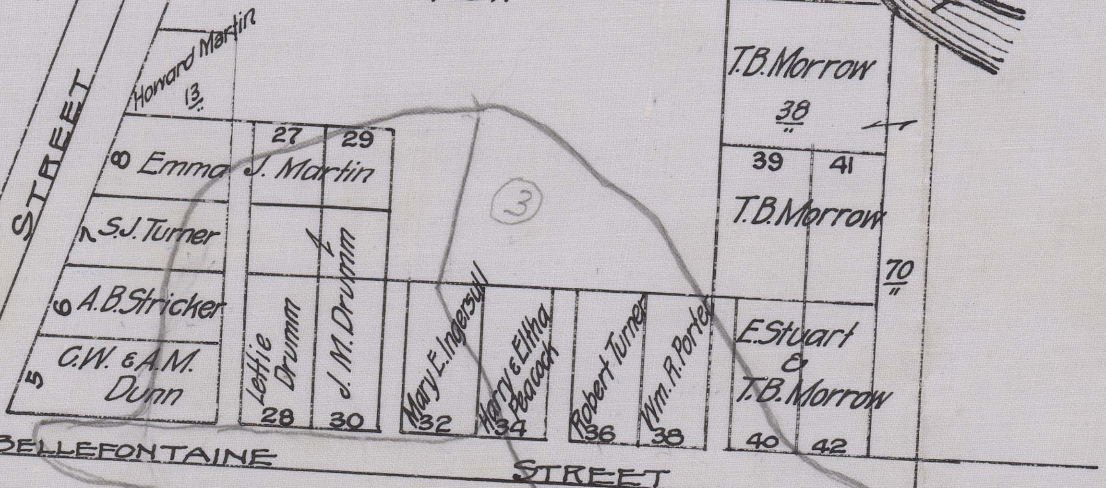 Howard Martin
13
T.B. Morrow
38
STREET
27
29
39
41
8
Emma J. Martin
T.B. Morrow
7
S.J. Turner
3
70
6
A.B. Stricker
Lettie
Drumm
J. M. Drumm
Mary E. Ingersull
Harry & Eltha
Peacock
Robert Turner
Wm. R. Porter
E. Stuart
&
T.B. Morrow
5
C.W. & A.M.
Dunn
28
30
32
34
36
38
40
42
BELLEFONTAINE
STREET